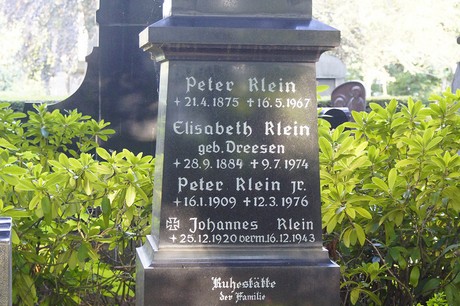 Peter Klein
+21.4.1875 +16.5.1967
Elisabeth Klein
geb. Dreesen
+28.9.1884 +9.7.1974
Peter Klein jr.
+16.1.1909 +12.3.1976
Johannes Klein
+25.12.1920 verm.16.12.1943
Ruhestätte
der Familie